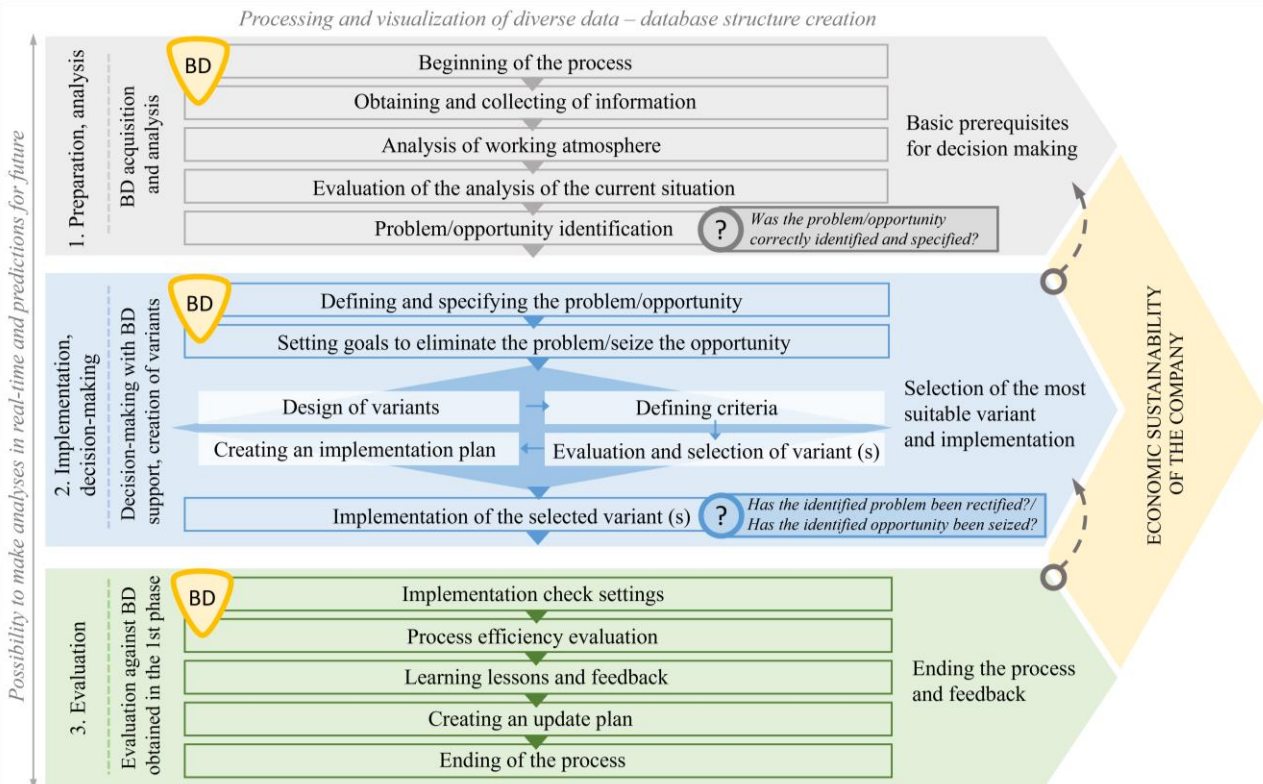 Processing and visualization of diverse data – database structure creation
Possibility to make analyses in real-time and predictions for future
1. Preparation, analysis
BD acquisition
and analysis
BD
Beginning of the process
Obtaining and collecting of information
Analysis of working atmosphere
Evaluation of the analysis of the current situation
Problem/opportunity identification
?
Was the problem/opportunity
correctly identified and specified?
Basic prerequisites
for decision making
2. Implementation,
decision-making
Decision-making with BD
support, creation of variants
BD
Defining and specifying the problem/opportunity
Setting goals to eliminate the problem/seize the opportunity
Design of variants
Defining criteria
Creating an implementation plan
Evaluation and selection of variant (s)
Implementation of the selected variant (s)
?
Has the identified problem been rectified?/
Has the identified opportunity been seized?
Selection of the most
suitable variant
and implementation
3. Evaluation
Evaluation against BD
obtained in the 1st phase
BD
Implementation check settings
Process efficiency evaluation
Learning lessons and feedback
Creating an update plan
Ending of the process
Ending the process
and feedback
ECONOMIC SUSTAINABILITY
OF THE COMPANY